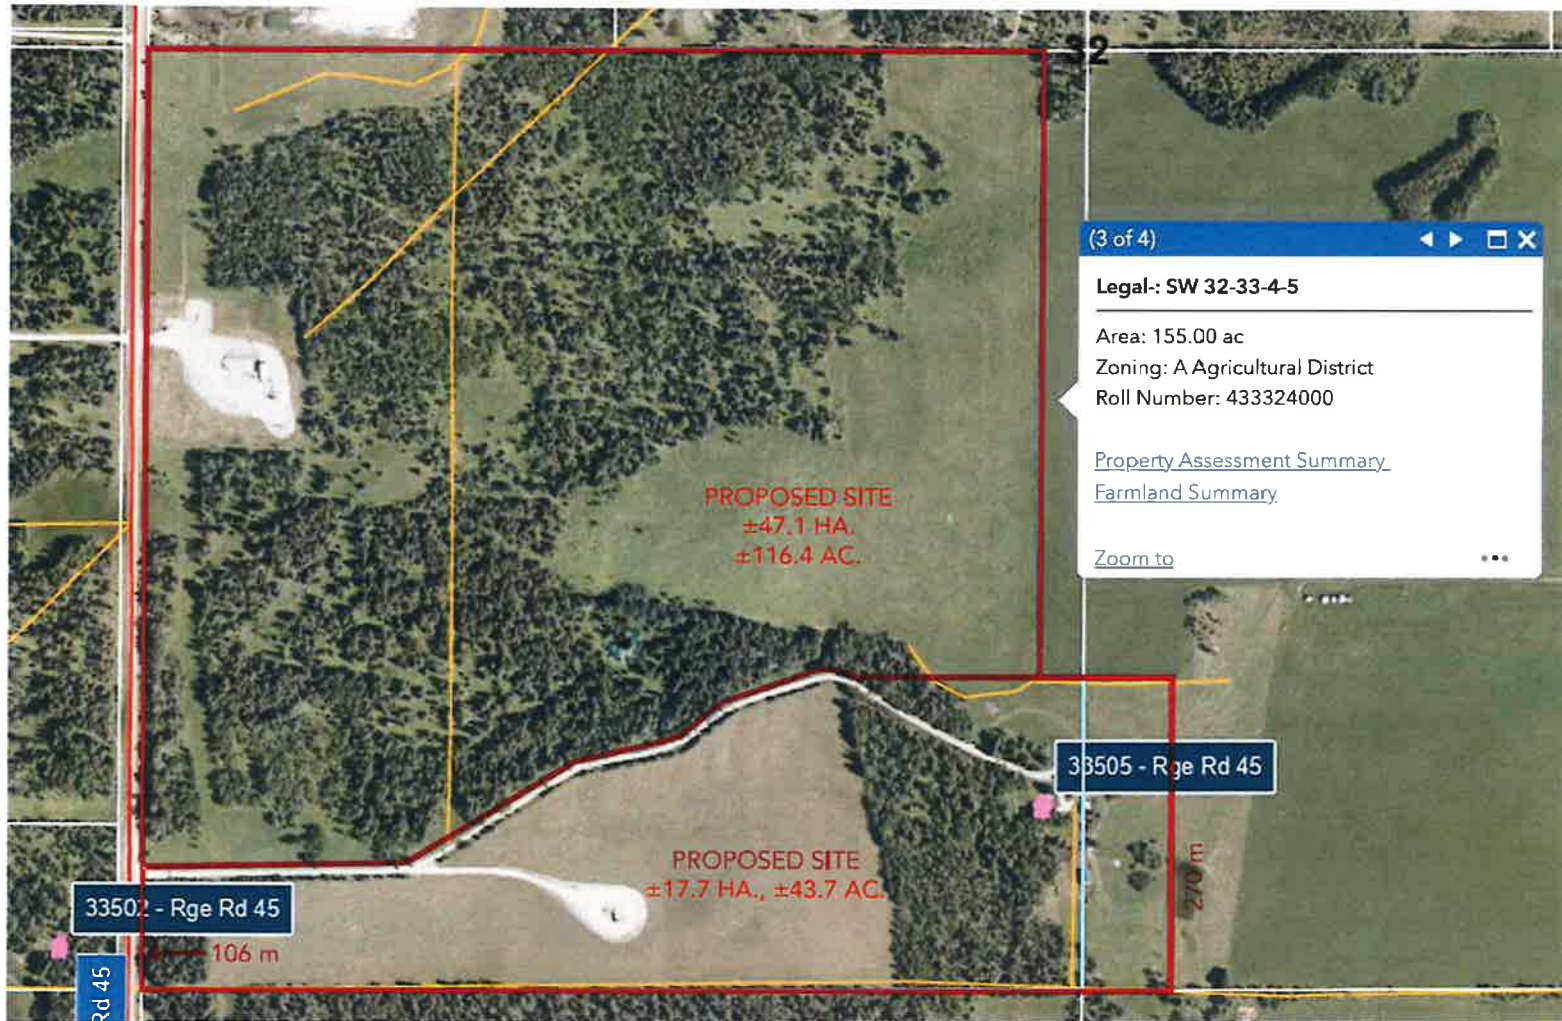 32
(3 of 4)
Legal-: SW 32-33-4-5
Area: 155.00 ac
Zoning: A Agricultural District
Roll Number: 433324000
Property Assessment Summary
Farmland Summary
Zoom to
PROPOSED SITE
±47.1 HA.
±116.4 AC.
33505 - Rge Rd 45
PROPOSED SITE
±17.7 HA., ±43.7 AC.
270 m
33502 - Rge Rd 45
106 m
Rd 45